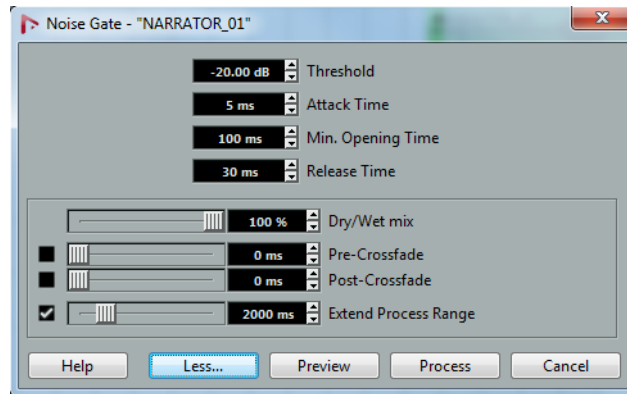 Noise Gate - "NARRATOR_01"
-20.00 dB Threshold
5 ms Attack Time
100 ms Min. Opening Time
30 ms Release Time
100 % Dry/Wet mix
0 ms Pre-Crossfade
0 ms Post-Crossfade
2000 ms Extend Process Range
Help Less... Preview Process Cancel